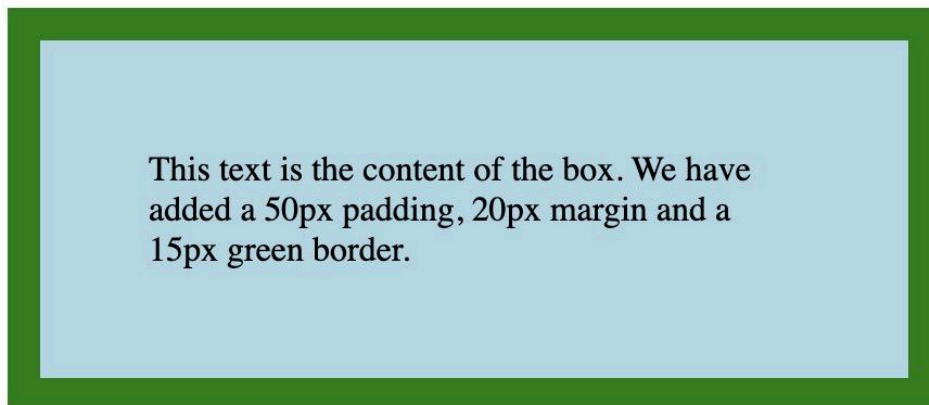 This text is the content of the box. We have
added a 50px padding, 20px margin and a
15px green border.